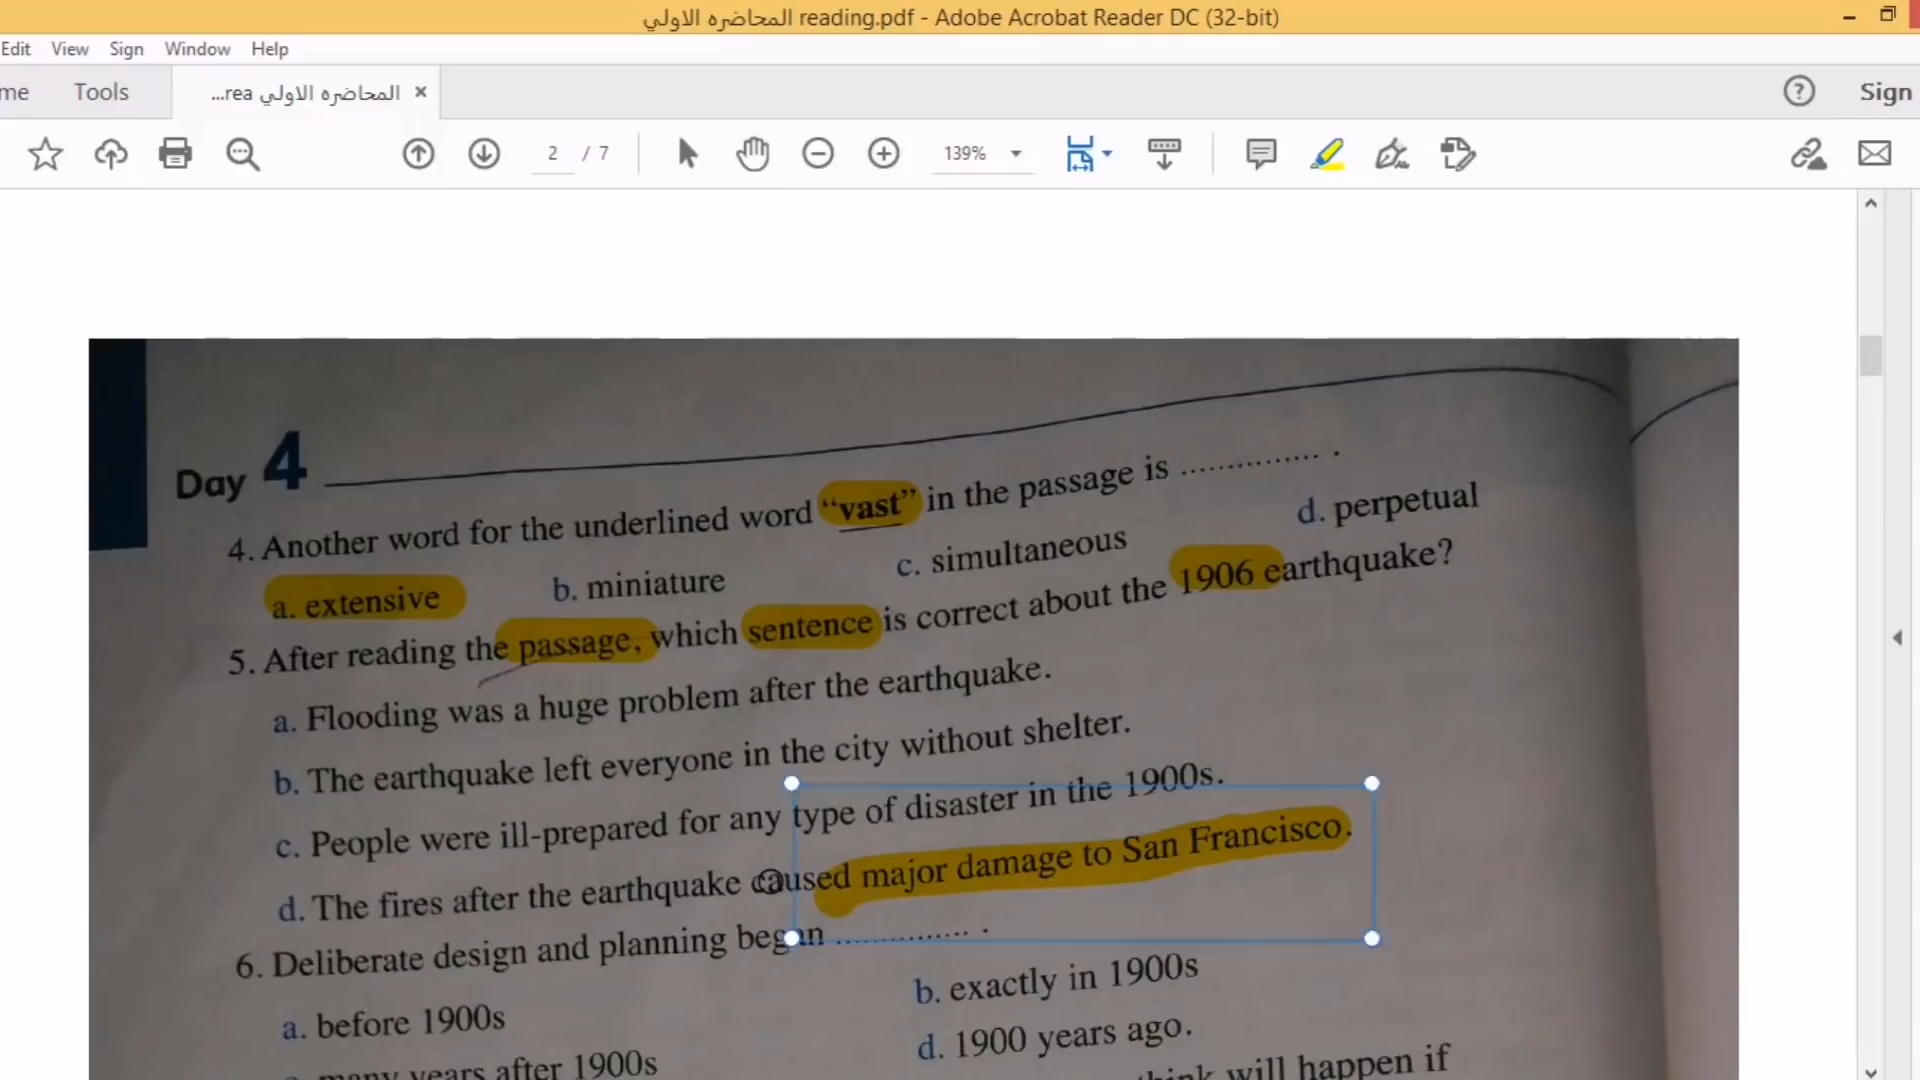 المحاضره الاولي reading.pdf - Adobe Acrobat Reader DC (32-bit)
Edit View Sign Window Help
me Tools المحاضره الاولي rea... × ? Sign
2 / 7 139%
Day 4
4. Another word for the underlined word “vast” in the passage is ............... .
a. extensive b. miniature c. simultaneous d. perpetual
5. After reading the passage, which sentence is correct about the 1906 earthquake?
a. Flooding was a huge problem after the earthquake.
b. The earthquake left everyone in the city without shelter.
c. People were ill-prepared for any type of disaster in the 1900s.
d. The fires after the earthquake caused major damage to San Francisco.
6. Deliberate design and planning began ............... .
a. before 1900s b. exactly in 1900s
many years after 1900s d. 1900 years ago.
think will happen if